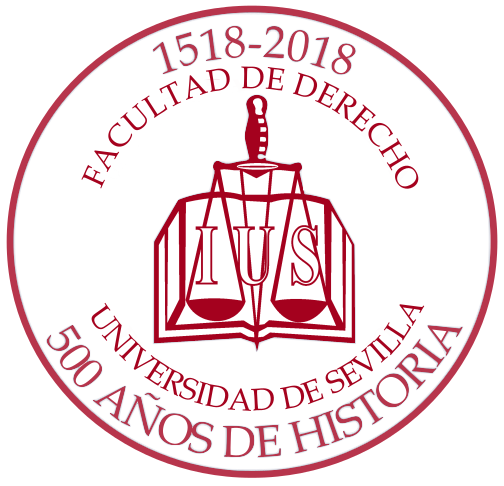 1518-2018
FACULTAD DE DERECHO
IUS
UNIVERSIDAD DE SEVILLA
500 AÑOS DE HISTORIA